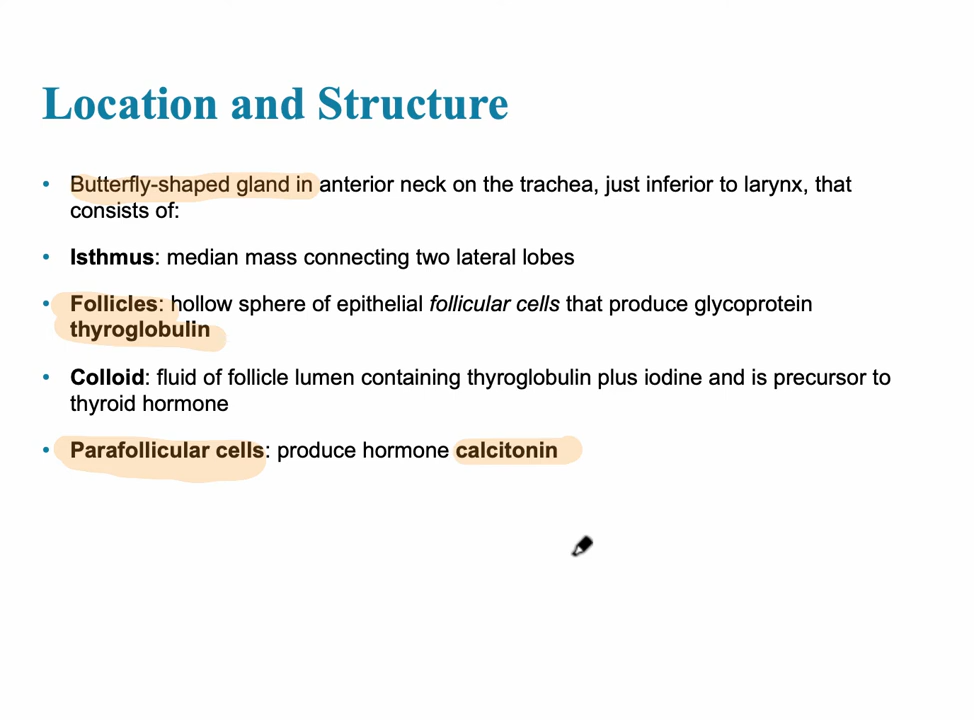 Location and Structure
• Butterfly-shaped gland in anterior neck on the trachea, just inferior to larynx, that
consists of:
• Isthmus: median mass connecting two lateral lobes
• Follicles: hollow sphere of epithelial follicular cells that produce glycoprotein
thyroglobulin
• Colloid: fluid of follicle lumen containing thyroglobulin plus iodine and is precursor to
thyroid hormone
• Parafollicular cells: produce hormone calcitonin